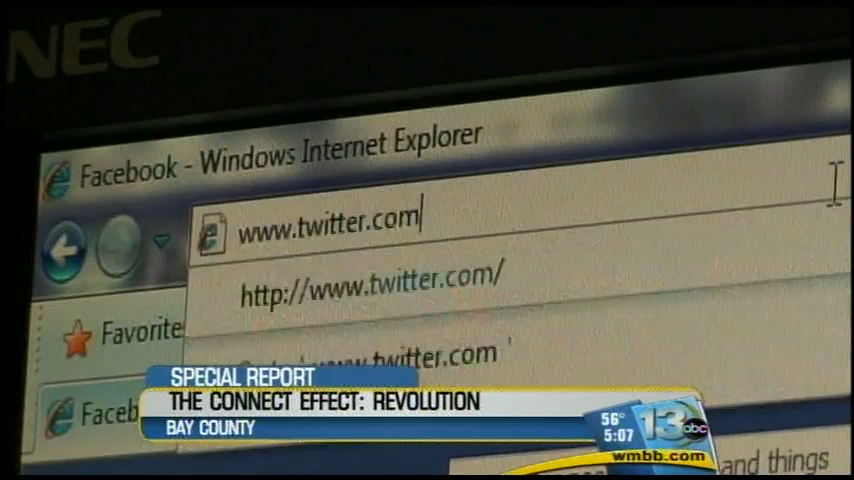 NEC
Facebook - Windows Internet Explorer
www.twitter.com
http://www.twitter.com/
Favorite
www.twitter.com '
Faceb
SPECIAL REPORT
THE CONNECT EFFECT: REVOLUTION
BAY COUNTY
56°
5:07
13 abc
wmbb.com
and things